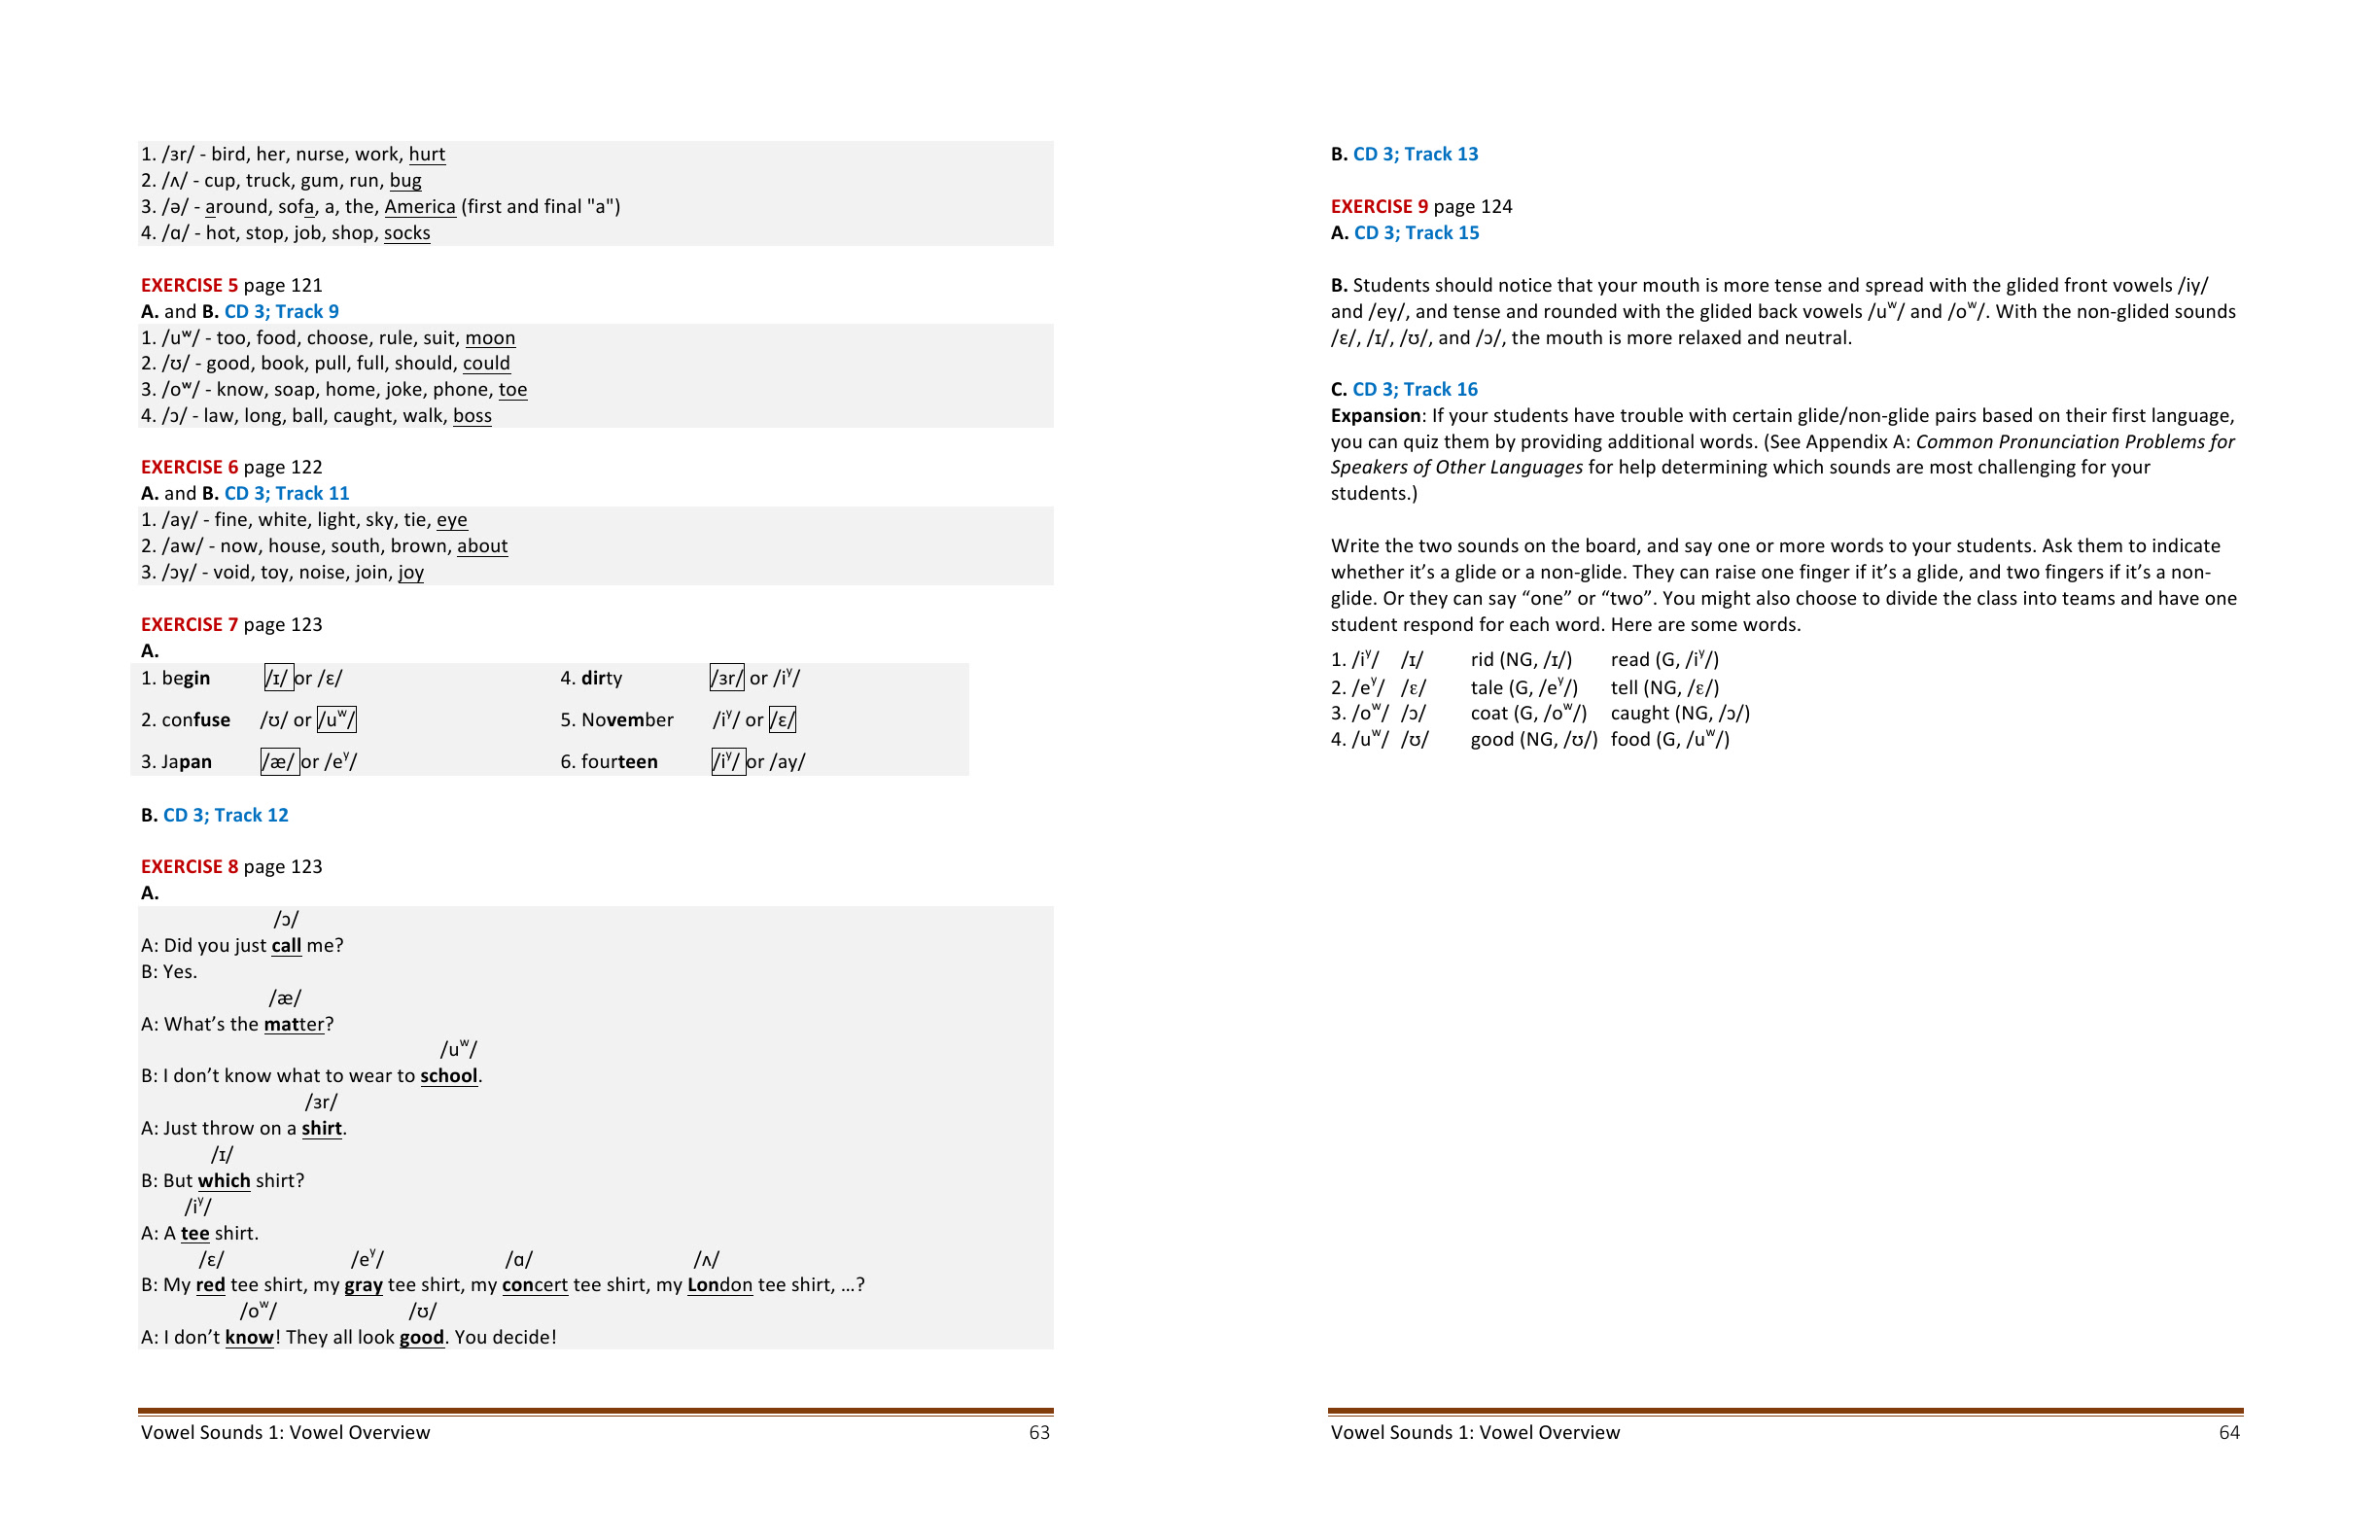 1. /ɜr/ - bird, her, nurse, work, hurt
2. /ʌ/ - cup, truck, gum, run, bug
3. /ə/ - around, sofa, a, the, America (first and final "a")
4. /ɑ/ - hot, stop, job, shop, socks
EXERCISE 5 page 121
A. and B. CD 3; Track 9
1. /uʷ/ - too, food, choose, rule, suit, moon
2. /ʊ/ - good, book, pull, full, should, could
3. /oʷ/ - know, soap, home, joke, phone, toe
4. /ɔ/ - law, long, ball, caught, walk, boss
EXERCISE 6 page 122
A. and B. CD 3; Track 11
1. /ay/ - fine, white, light, sky, tie, eye
2. /aw/ - now, house, south, brown, about
3. /ɔy/ - void, toy, noise, join, joy
EXERCISE 7 page 123
A.
1. begin /ɪ/ or /ɛ/ 4. dirty /ɜr/ or /iʸ/
2. confuse /ʊ/ or /uʷ/ 5. November /iʸ/ or /ɛ/
3. Japan /æ/ or /eʸ/ 6. fourteen /iʸ/ or /ay/
B. CD 3; Track 12
EXERCISE 8 page 123
A.
/ɔ/
A: Did you just call me?
B: Yes.
/æ/
A: What’s the matter?
/uʷ/
B: I don’t know what to wear to school.
/ɜr/
A: Just throw on a shirt.
/ɪ/
B: But which shirt?
/iʸ/
A: A tee shirt.
/ɛ/ /eʸ/ /ɑ/ /ʌ/
B: My red tee shirt, my gray tee shirt, my concert tee shirt, my London tee shirt, …?
/oʷ/ /ʊ/
A: I don’t know! They all look good. You decide!
Vowel Sounds 1: Vowel Overview 63
B. CD 3; Track 13
EXERCISE 9 page 124
A. CD 3; Track 15
B. Students should notice that your mouth is more tense and spread with the glided front vowels /iy/
and /ey/, and tense and rounded with the glided back vowels /uʷ/ and /oʷ/. With the non-glided sounds
/ɛ/, /ɪ/, /ʊ/, and /ɔ/, the mouth is more relaxed and neutral.
C. CD 3; Track 16
Expansion: If your students have trouble with certain glide/non-glide pairs based on their first language,
you can quiz them by providing additional words. (See Appendix A: Common Pronunciation Problems for
Speakers of Other Languages for help determining which sounds are most challenging for your
students.)
Write the two sounds on the board, and say one or more words to your students. Ask them to indicate
whether it’s a glide or a non-glide. They can raise one finger if it’s a glide, and two fingers if it’s a non-
glide. Or they can say “one” or “two”. You might also choose to divide the class into teams and have one
student respond for each word. Here are some words.
1. /iʸ/ /ɪ/ rid (NG, /ɪ/) read (G, /iʸ/)
2. /eʸ/ /ɛ/ tale (G, /eʸ/) tell (NG, /ɛ/)
3. /oʷ/ /ɔ/ coat (G, /oʷ/) caught (NG, /ɔ/)
4. /uʷ/ /ʊ/ good (NG, /ʊ/) food (G, /uʷ/)
Vowel Sounds 1: Vowel Overview 64